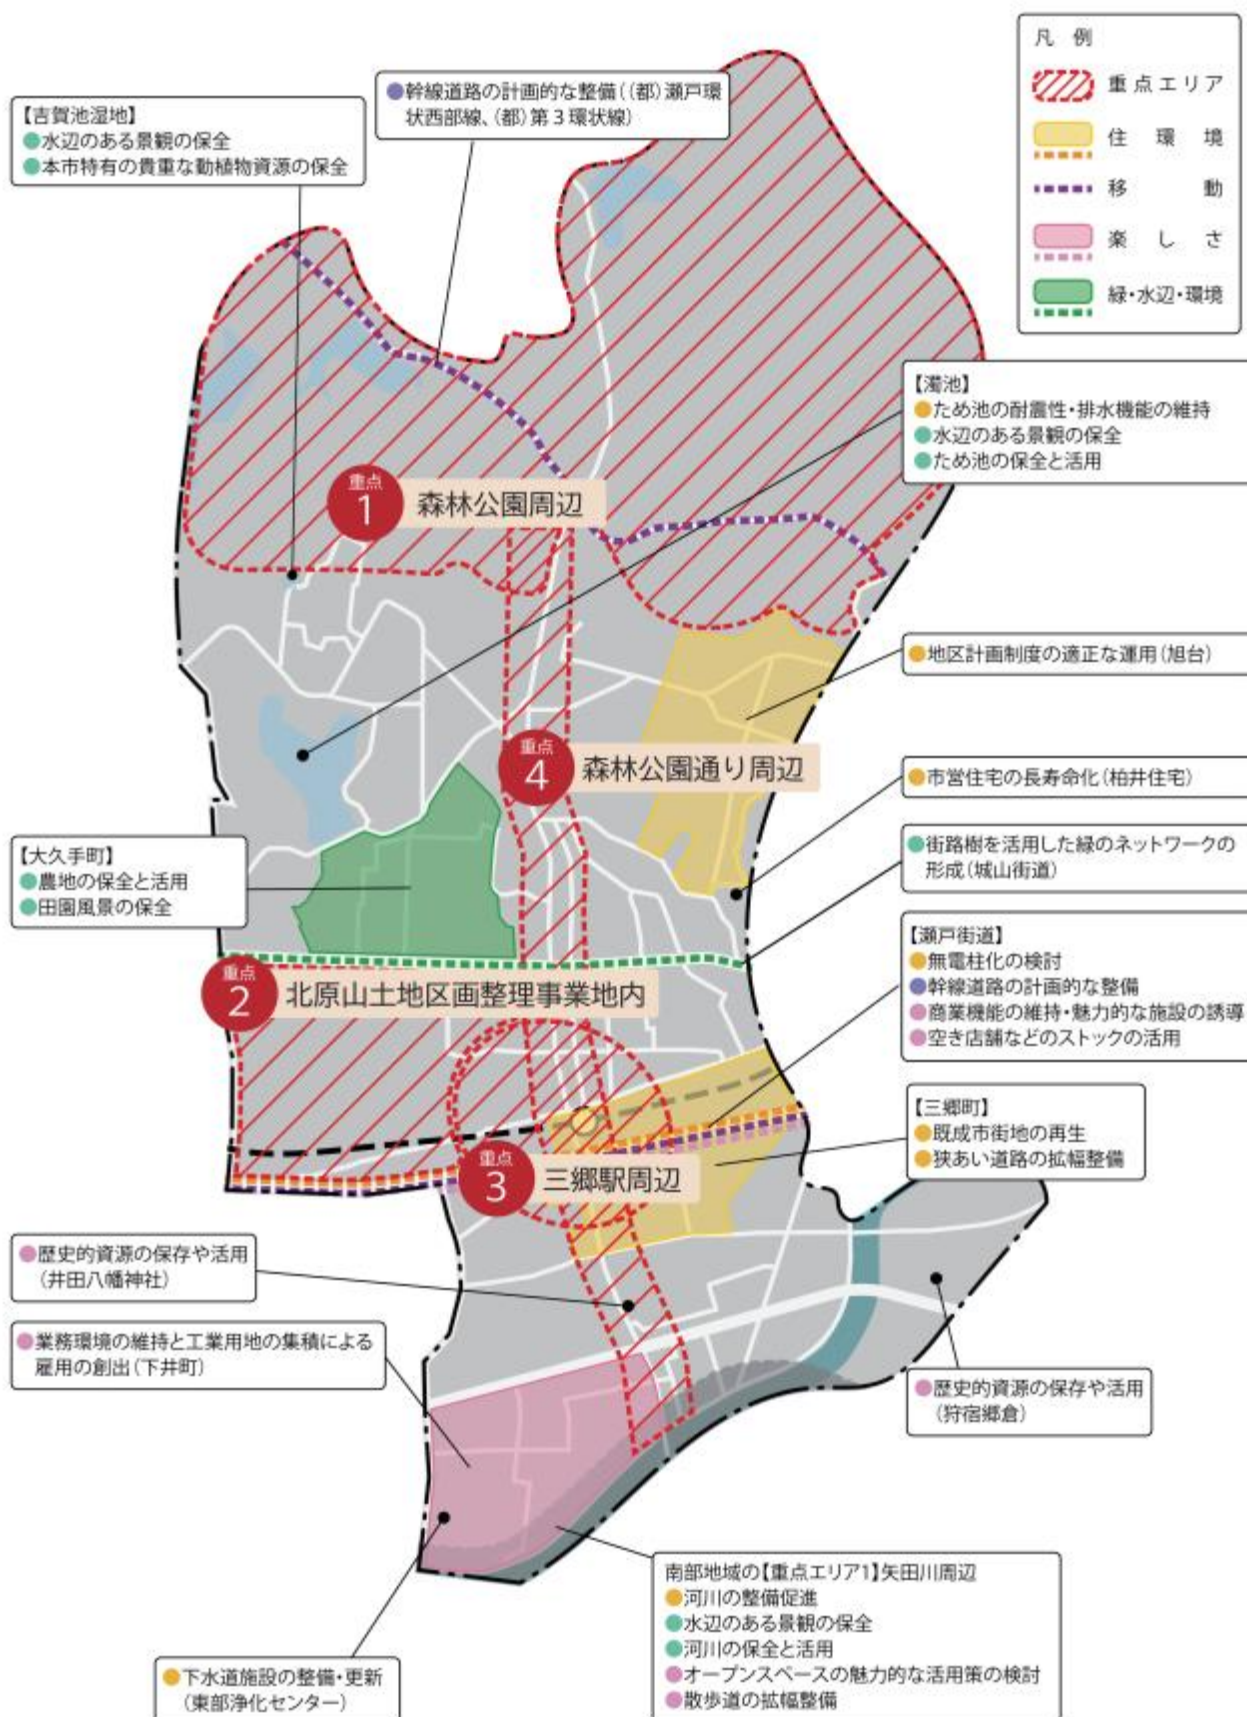 凡 例
重点エリア
住環境
移動
楽しさ
緑・水辺・環境
●幹線道路の計画的な整備((都)瀬戸環
状西部線、(都)第3環状線)
【吉賀池湿地】
●水辺のある景観の保全
●本市特有の貴重な動植物資源の保全
【濁池】
●ため池の耐震性・排水機能の維持
●水辺のある景観の保全
●ため池の保全と活用
重点
1
森林公園周辺
●地区計画制度の適正な運用(旭台)
重点
4
森林公園通り周辺
●市営住宅の長寿命化(柏井住宅)
●街路樹を活用した緑のネットワークの
形成(城山街道)
【大久手町】
●農地の保全と活用
●田園風景の保全
【瀬戸街道】
●無電柱化の検討
●幹線道路の計画的な整備
●商業機能の維持・魅力的な施設の誘導
●空き店舗などのストックの活用
重点
2
北原山土地区画整理事業地内
【三郷町】
●既成市街地の再生
●狭あい道路の拡幅整備
重点
3
三郷駅周辺
●歴史的資源の保存や活用
(井田八幡神社)
●業務環境の維持と工業用地の集積による
雇用の創出(下井町)
●歴史的資源の保存や活用
(狩宿郷倉)
南部地域の【重点エリア1】矢田川周辺
●河川の整備促進
●水辺のある景観の保全
●河川の保全と活用
●オープンスペースの魅力的な活用策の検討
●散歩道の拡幅整備
●下水道施設の整備・更新
(東部浄化センター)